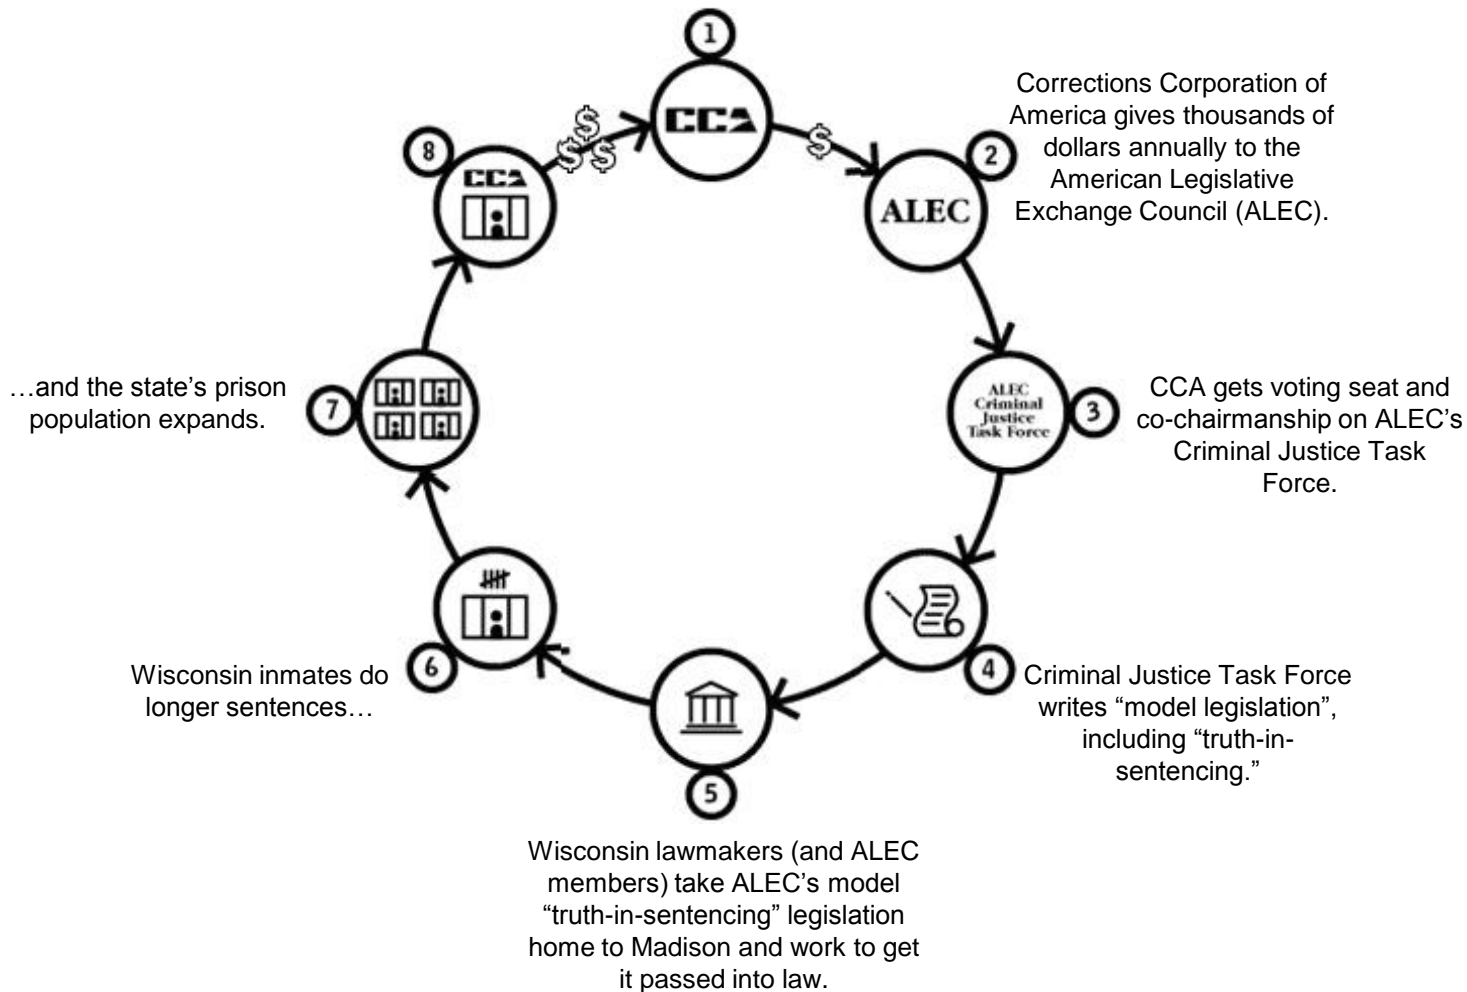 1
CCA
$
Corrections Corporation of
America gives thousands of
dollars annually to the
American Legislative
Exchange Council (ALEC).
2
ALEC
3
ALEC
Criminal
Justice
Task Force
CCA gets voting seat and
co-chairmanship on ALEC’s
Criminal Justice Task
Force.
4
Criminal Justice Task Force
writes “model legislation”,
including “truth-in-
sentencing.”
5
Wisconsin lawmakers (and ALEC
members) take ALEC’s model
“truth-in-sentencing” legislation
home to Madison and work to get
it passed into law.
6
Wisconsin inmates do
longer sentences…
7
…and the state’s prison
population expands.
8
CCA
$
$
$